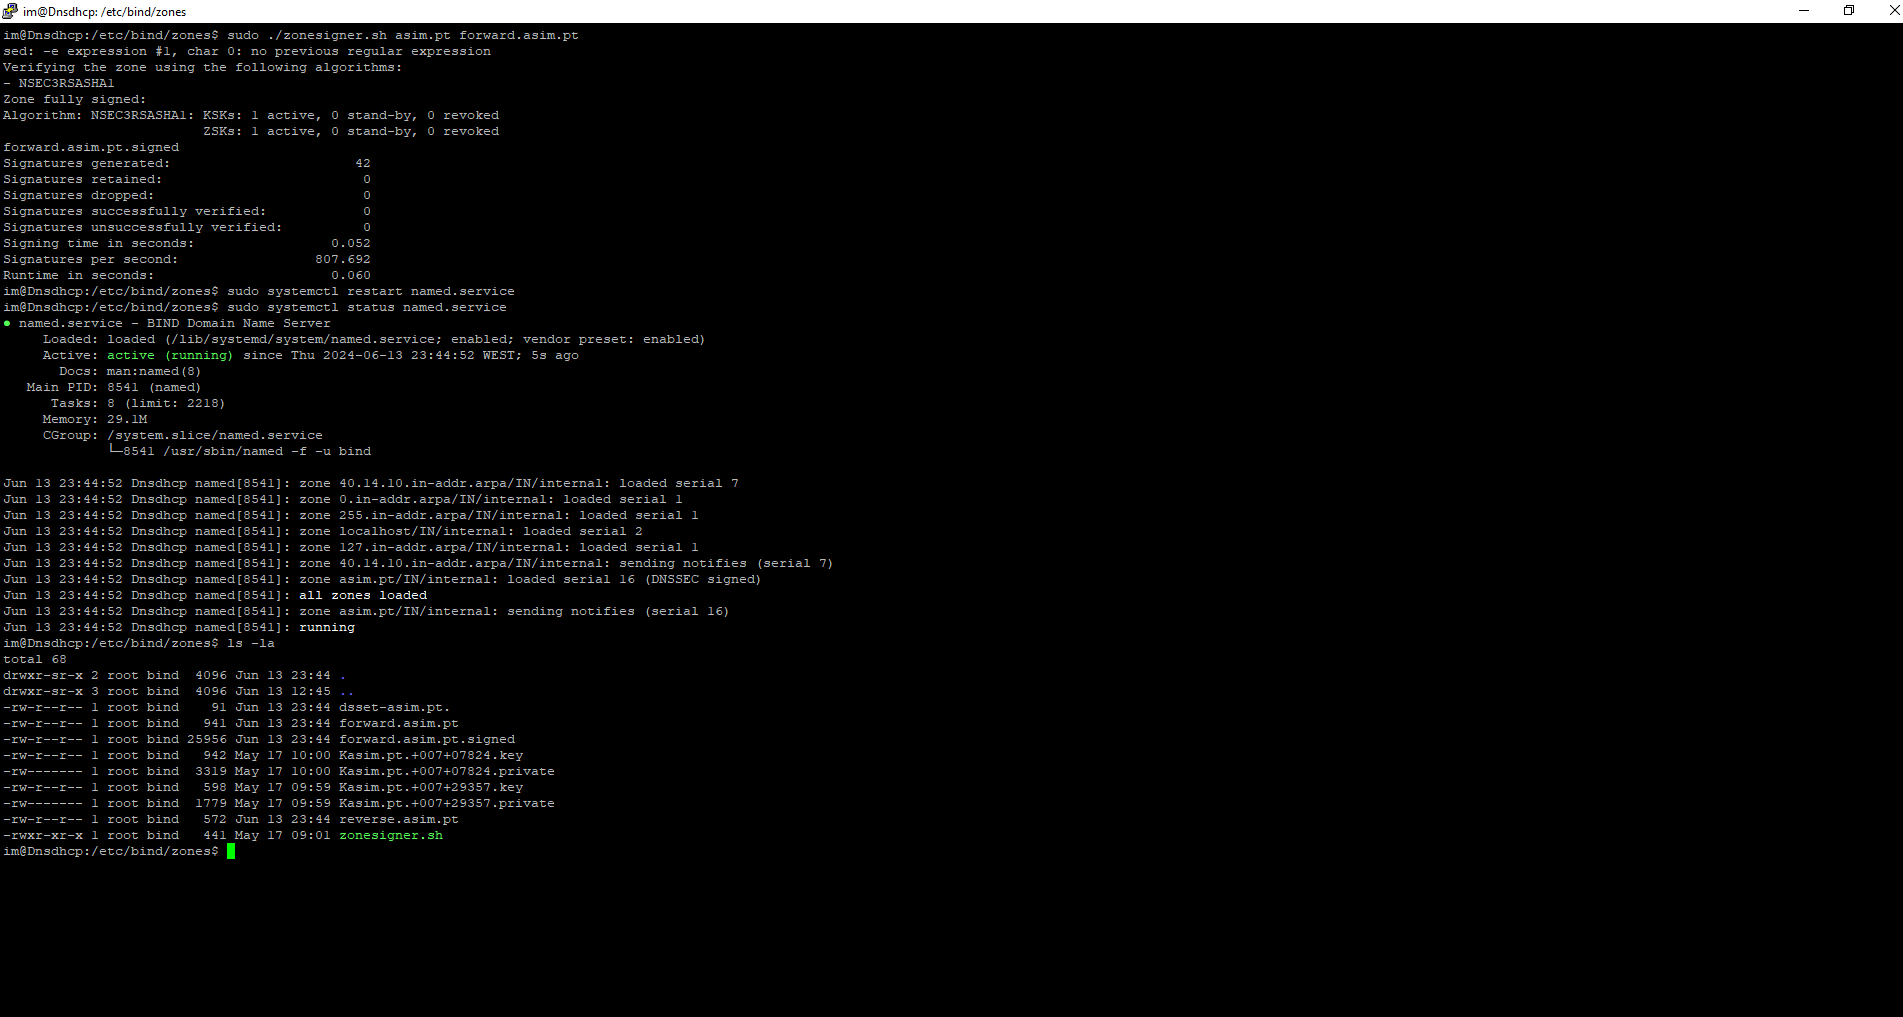 im@Dnsdhcp: /etc/bind/zones
im@Dnsdhcp:/etc/bind/zones$ sudo ./zonesigner.sh asim.pt forward.asim.pt
sed: -e expression #1, char 0: no previous regular expression
Verifying the zone using the following algorithms:
- NSEC3RSASHA1
Zone fully signed:
Algorithm: NSEC3RSASHA1: KSKs: 1 active, 0 stand-by, 0 revoked
                         ZSKs: 1 active, 0 stand-by, 0 revoked
forward.asim.pt.signed
Signatures generated:                       42
Signatures retained:                         0
Signatures dropped:                          0
Signatures successfully verified:            0
Signatures unsuccessfully verified:          0
Signing time in seconds:                 0.052
Signatures per second:                 807.692
Runtime in seconds:                      0.060
im@Dnsdhcp:/etc/bind/zones$ sudo systemctl restart named.service
im@Dnsdhcp:/etc/bind/zones$ sudo systemctl status named.service
● named.service - BIND Domain Name Server
     Loaded: loaded (/lib/systemd/system/named.service; enabled; vendor preset: enabled)
     Active: active (running) since Thu 2024-06-13 23:44:52 WEST; 5s ago
       Docs: man:named(8)
   Main PID: 8541 (named)
      Tasks: 8 (limit: 2218)
     Memory: 29.1M
     CGroup: /system.slice/named.service
             └─8541 /usr/sbin/named -f -u bind
Jun 13 23:44:52 Dnsdhcp named[8541]: zone 40.14.10.in-addr.arpa/IN/internal: loaded serial 7
Jun 13 23:44:52 Dnsdhcp named[8541]: zone 0.in-addr.arpa/IN/internal: loaded serial 1
Jun 13 23:44:52 Dnsdhcp named[8541]: zone 255.in-addr.arpa/IN/internal: loaded serial 1
Jun 13 23:44:52 Dnsdhcp named[8541]: zone localhost/IN/internal: loaded serial 2
Jun 13 23:44:52 Dnsdhcp named[8541]: zone 127.in-addr.arpa/IN/internal: loaded serial 1
Jun 13 23:44:52 Dnsdhcp named[8541]: zone 40.14.10.in-addr.arpa/IN/internal: sending notifies (serial 7)
Jun 13 23:44:52 Dnsdhcp named[8541]: zone asim.pt/IN/internal: loaded serial 16 (DNSSEC signed)
Jun 13 23:44:52 Dnsdhcp named[8541]: all zones loaded
Jun 13 23:44:52 Dnsdhcp named[8541]: zone asim.pt/IN/internal: sending notifies (serial 16)
Jun 13 23:44:52 Dnsdhcp named[8541]: running
im@Dnsdhcp:/etc/bind/zones$ ls -la
total 68
drwxr-sr-x 2 root bind  4096 Jun 13 23:44 .
drwxr-sr-x 3 root bind  4096 Jun 13 12:45 ..
-rw-r--r-- 1 root bind    91 Jun 13 23:44 dsset-asim.pt.
-rw-r--r-- 1 root bind   941 Jun 13 23:44 forward.asim.pt
-rw-r--r-- 1 root bind 25956 Jun 13 23:44 forward.asim.pt.signed
-rw-r--r-- 1 root bind   942 May 17 10:00 Kasim.pt.+007+07824.key
-rw------- 1 root bind  3319 May 17 10:00 Kasim.pt.+007+07824.private
-rw-r--r-- 1 root bind   598 May 17 09:59 Kasim.pt.+007+29357.key
-rw------- 1 root bind  1779 May 17 09:59 Kasim.pt.+007+29357.private
-rw-r--r-- 1 root bind   572 Jun 13 23:44 reverse.asim.pt
-rwxr-xr-x 1 root bind   441 May 17 09:01 zonesigner.sh
im@Dnsdhcp:/etc/bind/zones$